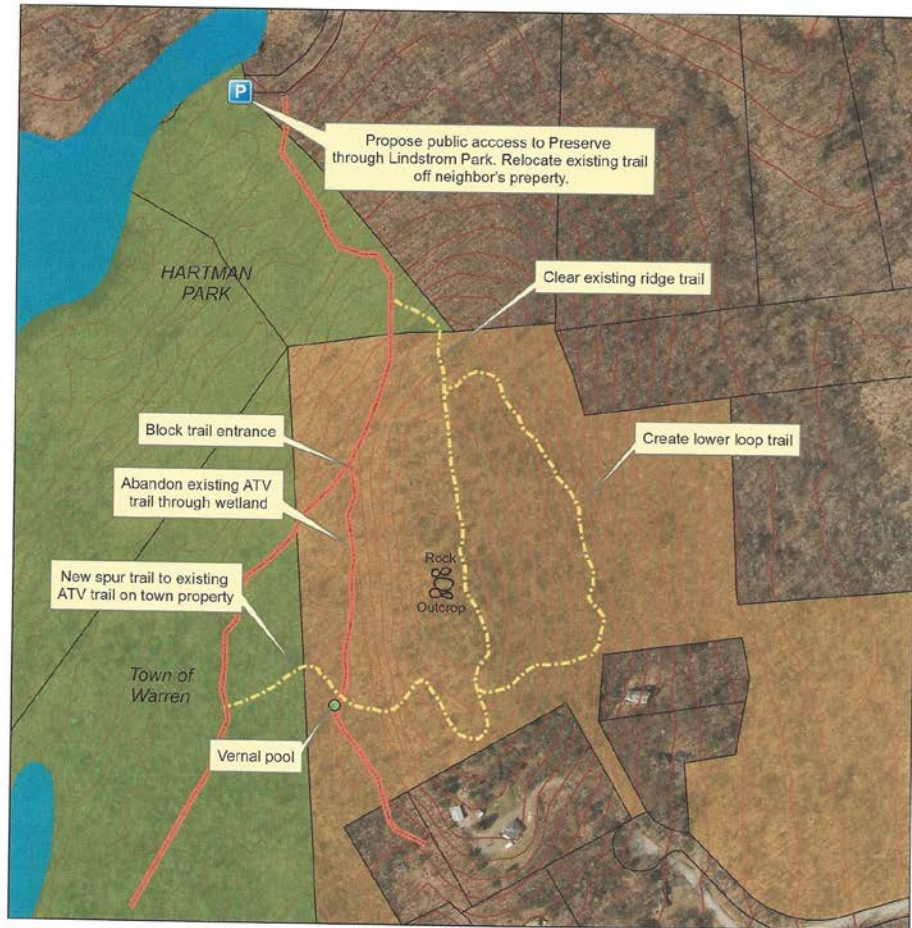 P
Propose public acccess to Preserve
through Lindstrom Park. Relocate existing trail
off neighbor's preperty.
HARTMAN
PARK
Clear existing ridge trail
Block trail entrance
Create lower loop trail
Abandon existing ATV
trail through wetland
Rock
Outcrop
New spur trail to existing
ATV trail on town property
Town of
Warren
Vernal pool